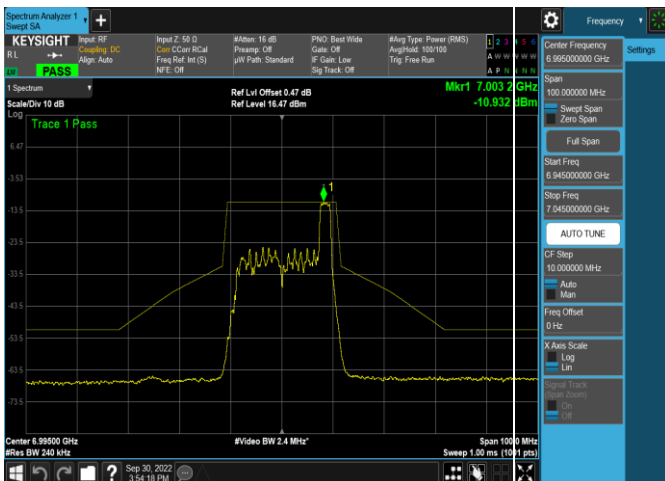 Spectrum Analyzer 1
Swept SA
+
Frequency
KEYSIGHT
R L
LW
PASS
Input: RF
Coupling: DC
Align: Auto
Input Z: 50 Ω
Corr CCorr RCal
Freq Ref: Int (S)
NFE: Off
#Atten: 16 dB
Preamp: Off
µW Path: Standard
PNO: Best Wide
Gate: Off
IF Gain: Low
Sig Track: Off
#Avg Type: Power (RMS)
Avg|Hold: 100/100
Trig: Free Run
1 2 3 4 5 6
A W W W W W
A P N N N N
1 Spectrum
Scale/Div 10 dB
Log
Ref Lvl Offset 0.47 dB
Ref Level 16.47 dBm
Mkr1 7.003 2 GHz
-10.932 dBm
Trace 1 Pass
1
6.47
-3.53
-13.5
-23.5
-33.5
-43.5
-53.5
-63.5
-73.5
Center 6.99500 GHz
#Res BW 240 kHz
#Video BW 2.4 MHz*
Span 100.0 MHz
Sweep 1.00 ms (1001 pts)
Sep 30, 2022
3:54:18 PM
Center Frequency
6.995000000 GHz
Settings
Span
100.000000 MHz
Swept Span
Zero Span
Full Span
Start Freq
6.945000000 GHz
Stop Freq
7.045000000 GHz
AUTO TUNE
CF Step
10.000000 MHz
Auto
Man
Freq Offset
0 Hz
X Axis Scale
Log
Lin
Signal Track
(Span Zoom)
On
Off